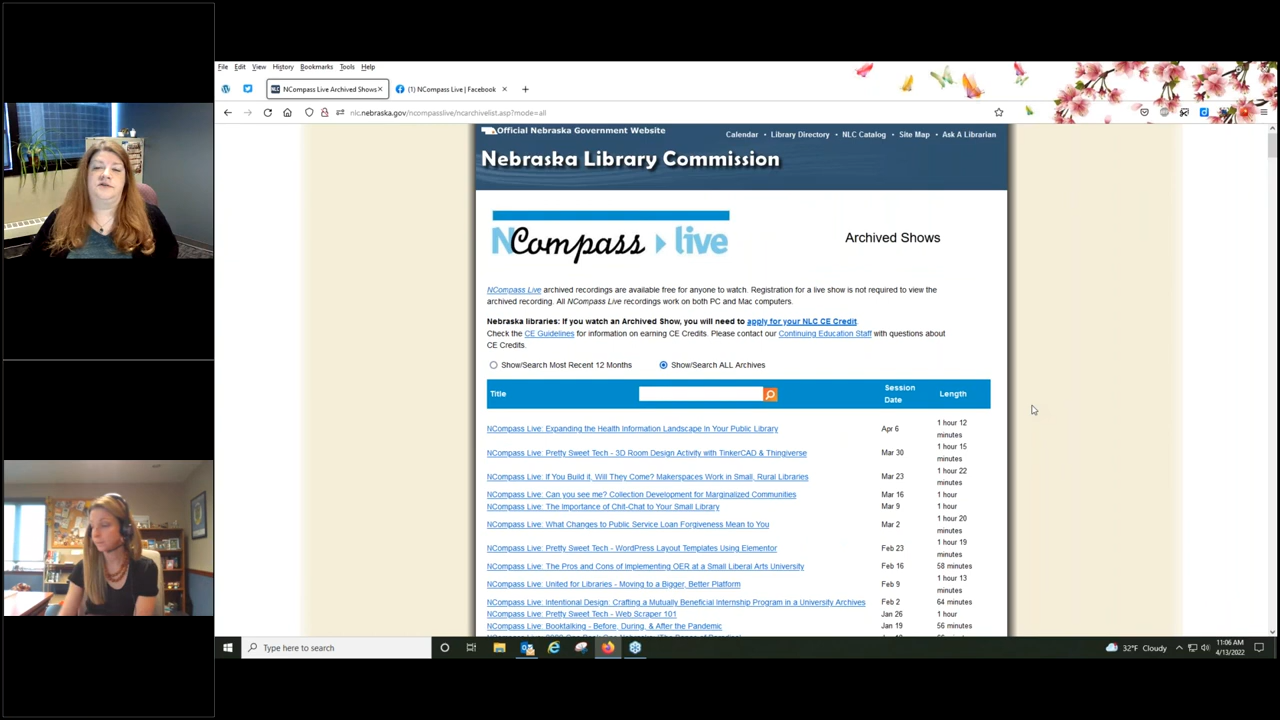 File Edit View History Bookmarks Tools Help
NCompass Live Archived Shows
(1) NCompass Live | Facebook
nlc.nebraska.gov/ncompasslive/ncarchivelist.asp?mode=all
Official Nebraska Government Website
Calendar • Library Directory • NLC Catalog • Site Map • Ask A Librarian
Nebraska Library Commission
NCompass live
Archived Shows
NCompass Live archived recordings are available free for anyone to watch. Registration for a live show is not required to view the
archived recording. All NCompass Live recordings work on both PC and Mac computers.
Nebraska libraries: If you watch an Archived Show, you will need to apply for your NLC CE Credit.
Check the CE Guidelines for information on earning CE Credits. Please contact our Continuing Education Staff with questions about
CE Credits.
Show/Search Most Recent 12 Months Show/Search ALL Archives
Title Session Date Length
NCompass Live: Expanding the Health Information Landscape in Your Public Library Apr 6 1 hour 12 minutes
NCompass Live: Pretty Sweet Tech - 3D Room Design Activity with TinkerCAD & Thingiverse Mar 30 1 hour 15 minutes
NCompass Live: If You Build it, Will They Come? Makerspaces Work in Small, Rural Libraries Mar 23 1 hour 22 minutes
NCompass Live: Can you see me? Collection Development for Marginalized Communities Mar 16 1 hour
NCompass Live: The Importance of Chit-Chat to Your Small Library Mar 9 1 hour
NCompass Live: What Changes to Public Service Loan Forgiveness Mean to You Mar 2 1 hour 20 minutes
NCompass Live: Pretty Sweet Tech - WordPress Layout Templates Using Elementor Feb 23 1 hour 19 minutes
NCompass Live: The Pros and Cons of Implementing OER at a Small Liberal Arts University Feb 16 58 minutes
NCompass Live: United for Libraries - Moving to a Bigger, Better Platform Feb 9 1 hour 13 minutes
NCompass Live: Intentional Design: Crafting a Mutually Beneficial Internship Program in a University Archives Feb 2 64 minutes
NCompass Live: Pretty Sweet Tech - Web Scraper 101 Jan 26 1 hour
NCompass Live: Booktalking - Before, During, & After the Pandemic Jan 19 56 minutes
Type here to search
32°F Cloudy
11:06 AM
4/13/2022